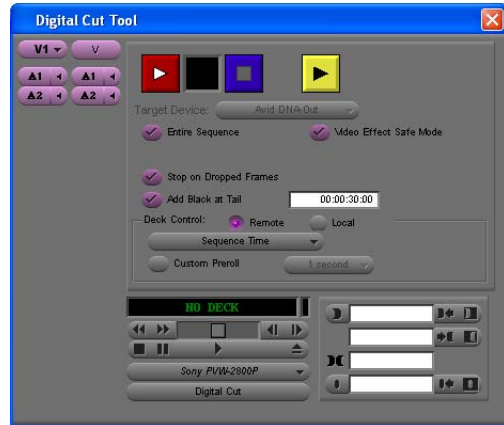 Digital Cut Tool
V1 V
A1 A1
A2 A2
Target Device: Avid DNA-Out
Entire Sequence Video Effect Safe Mode
Stop on Dropped Frames
Add Black at Tail 00:00:30:00
Deck Control: Remote Local
Sequence Time
Custom Preroll 1 second
NO DECK
Sony PVW-2800P
Digital Cut